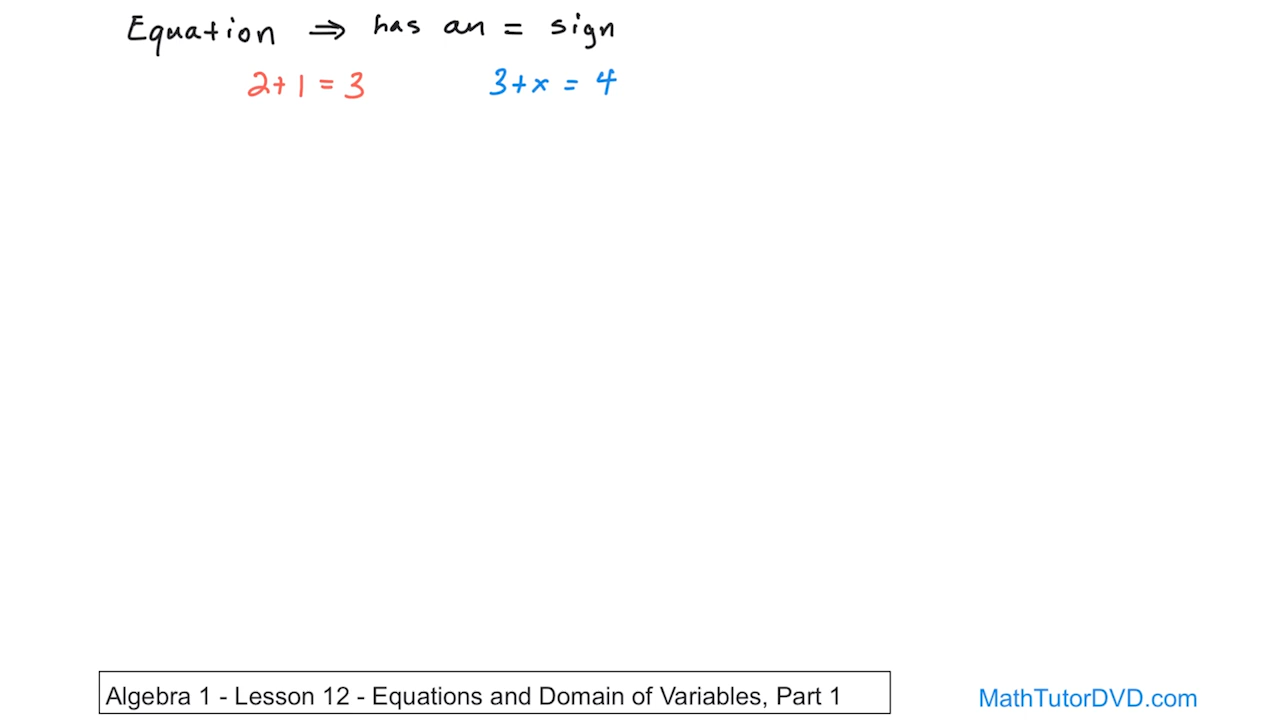 Equation ⇒ has an = sign
2+1=3 3+x=4
Algebra 1 - Lesson 12 - Equations and Domain of Variables, Part 1
MathTutorDVD.com